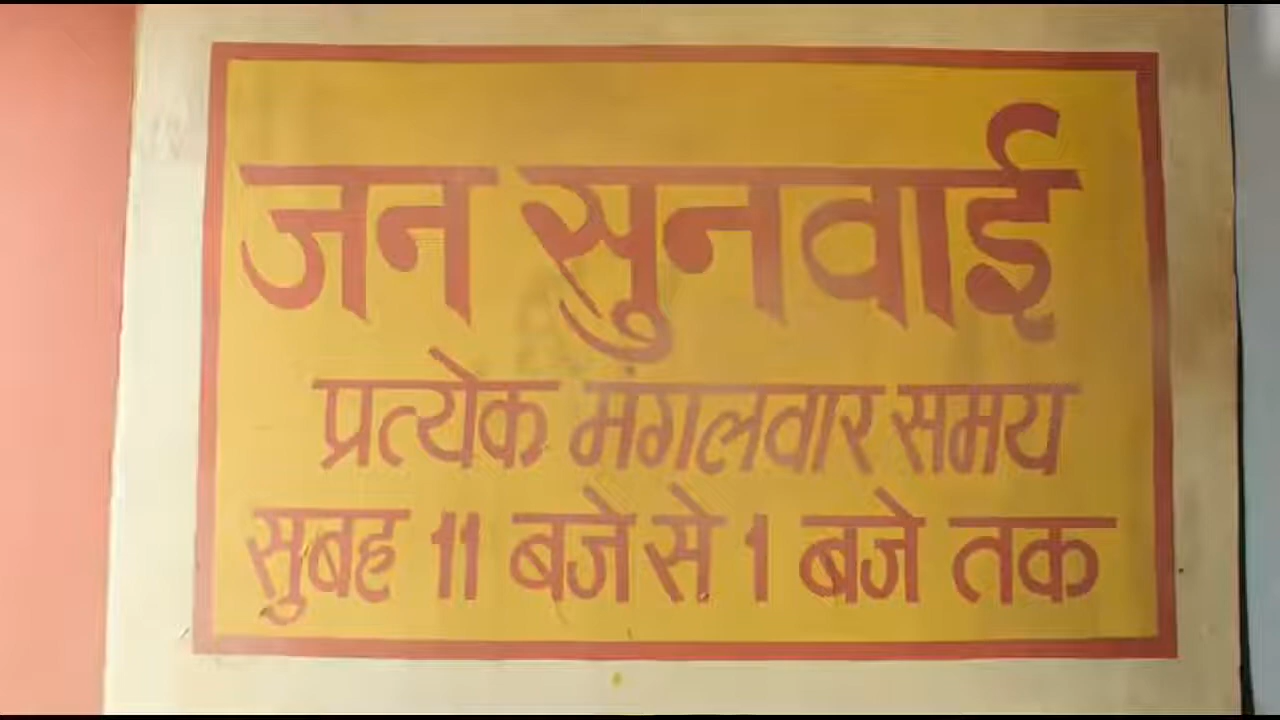 जन सुनवाई
प्रत्येक मंगलवार समय
सुबह 11 बजे से 1 बजे तक